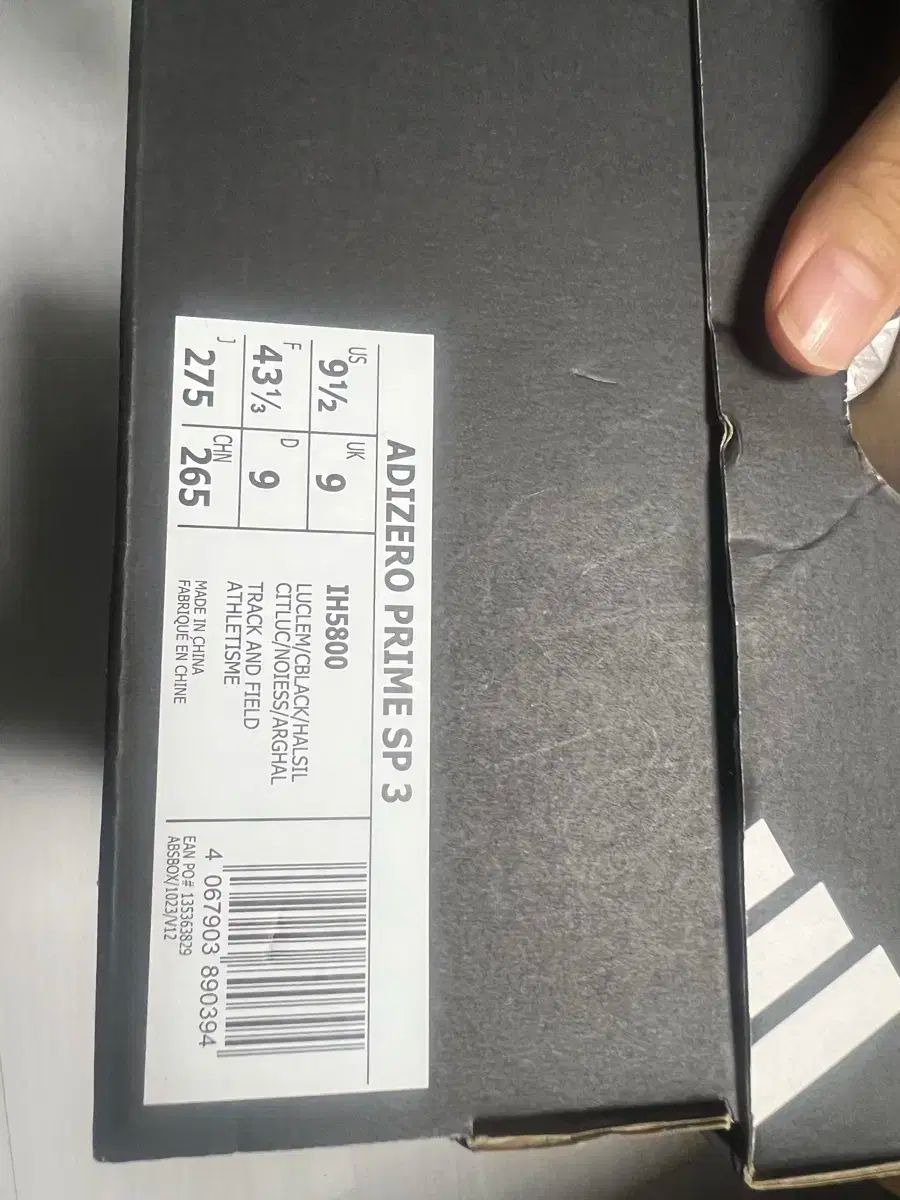 ADIZERO PRIME SP 3
US 9½
UK 9
F 43⅓
D 9
J 275
CHN 265
IH5800
LUCLEM/CBLACK/HALSIL
CITLUC/NOIESS/ARGHAL
TRACK AND FIELD
ATHLETISME
MADE IN CHINA
FABRIQUÉ EN CHINE
4 067903 890394
EAN PO# 135363829
ABSBOX/1023/V12